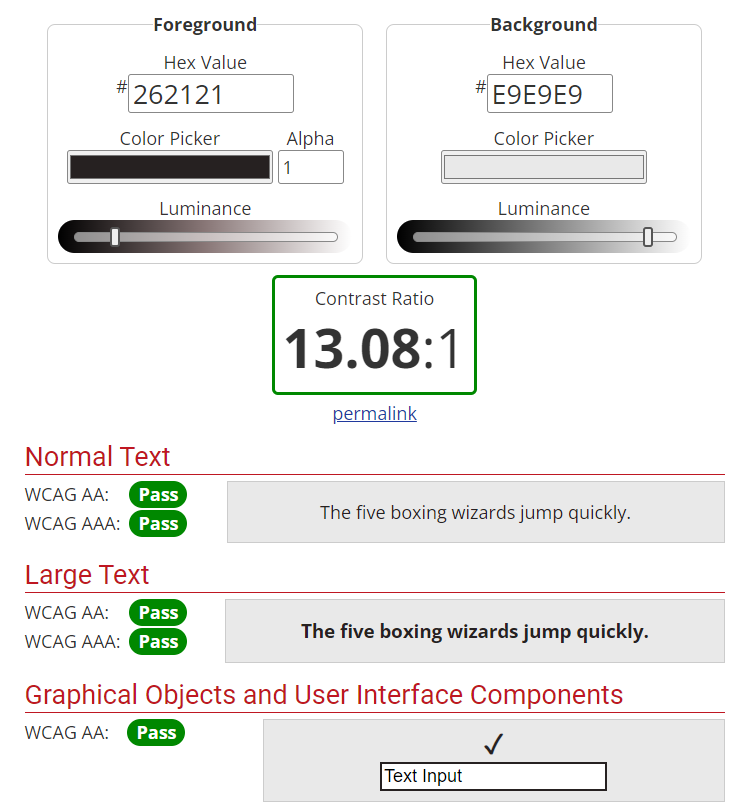 Foreground
Hex Value
#262121
Color Picker Alpha
1
Luminance
Background
Hex Value
#E9E9E9
Color Picker
Luminance
Contrast Ratio
13.08:1
permalink
Normal Text
WCAG AA: Pass
WCAG AAA: Pass
The five boxing wizards jump quickly.
Large Text
WCAG AA: Pass
WCAG AAA: Pass
The five boxing wizards jump quickly.
Graphical Objects and User Interface Components
WCAG AA: Pass
✓
Text Input